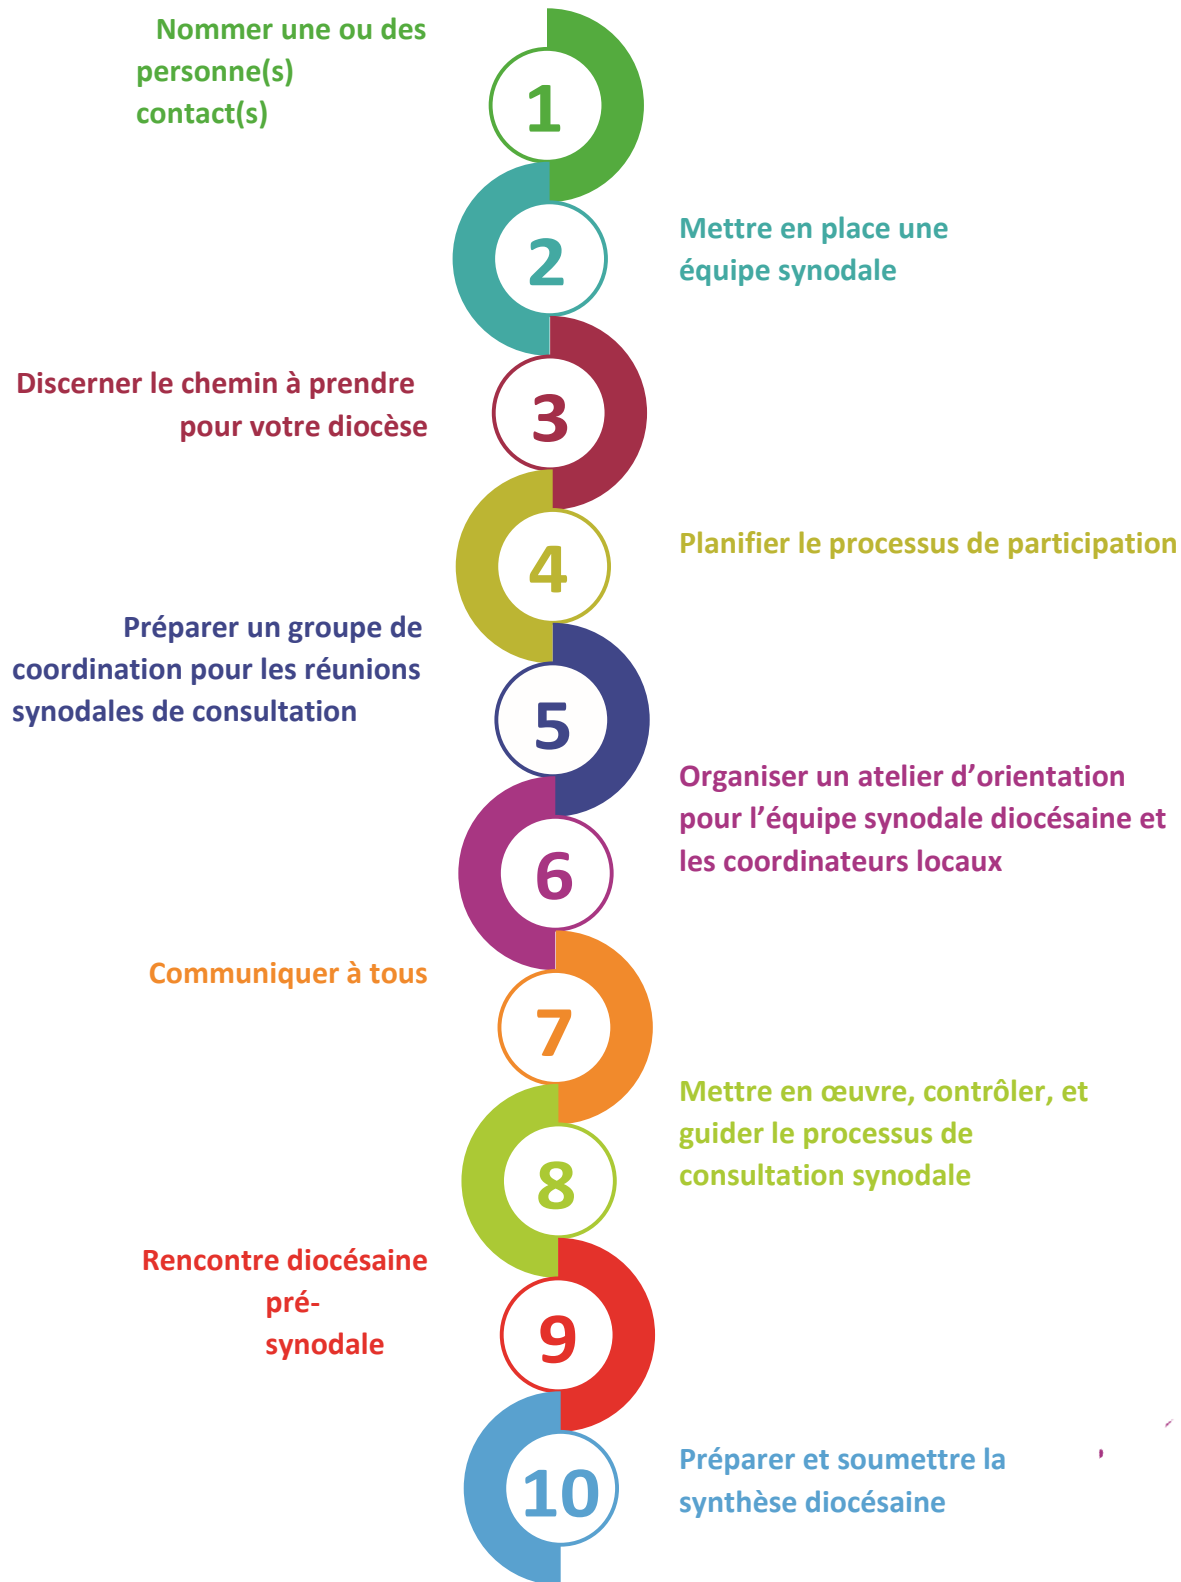 Nommer une ou des
personne(s)
contact(s)
1
2
Mettre en place une
équipe synodale
Discerner le chemin à prendre
pour votre diocèse
3
4
Planifier le processus de participation
Préparer un groupe de
coordination pour les réunions
synodales de consultation
5
Organiser un atelier d’orientation
pour l’équipe synodale diocésaine et
les coordinateurs locaux
6
Communiquer à tous
7
Mettre en œuvre, contrôler, et
guider le processus de
consultation synodale
8
Rencontre diocésaine
pré-
synodale
9
10
Préparer et soumettre la
synthèse diocésaine